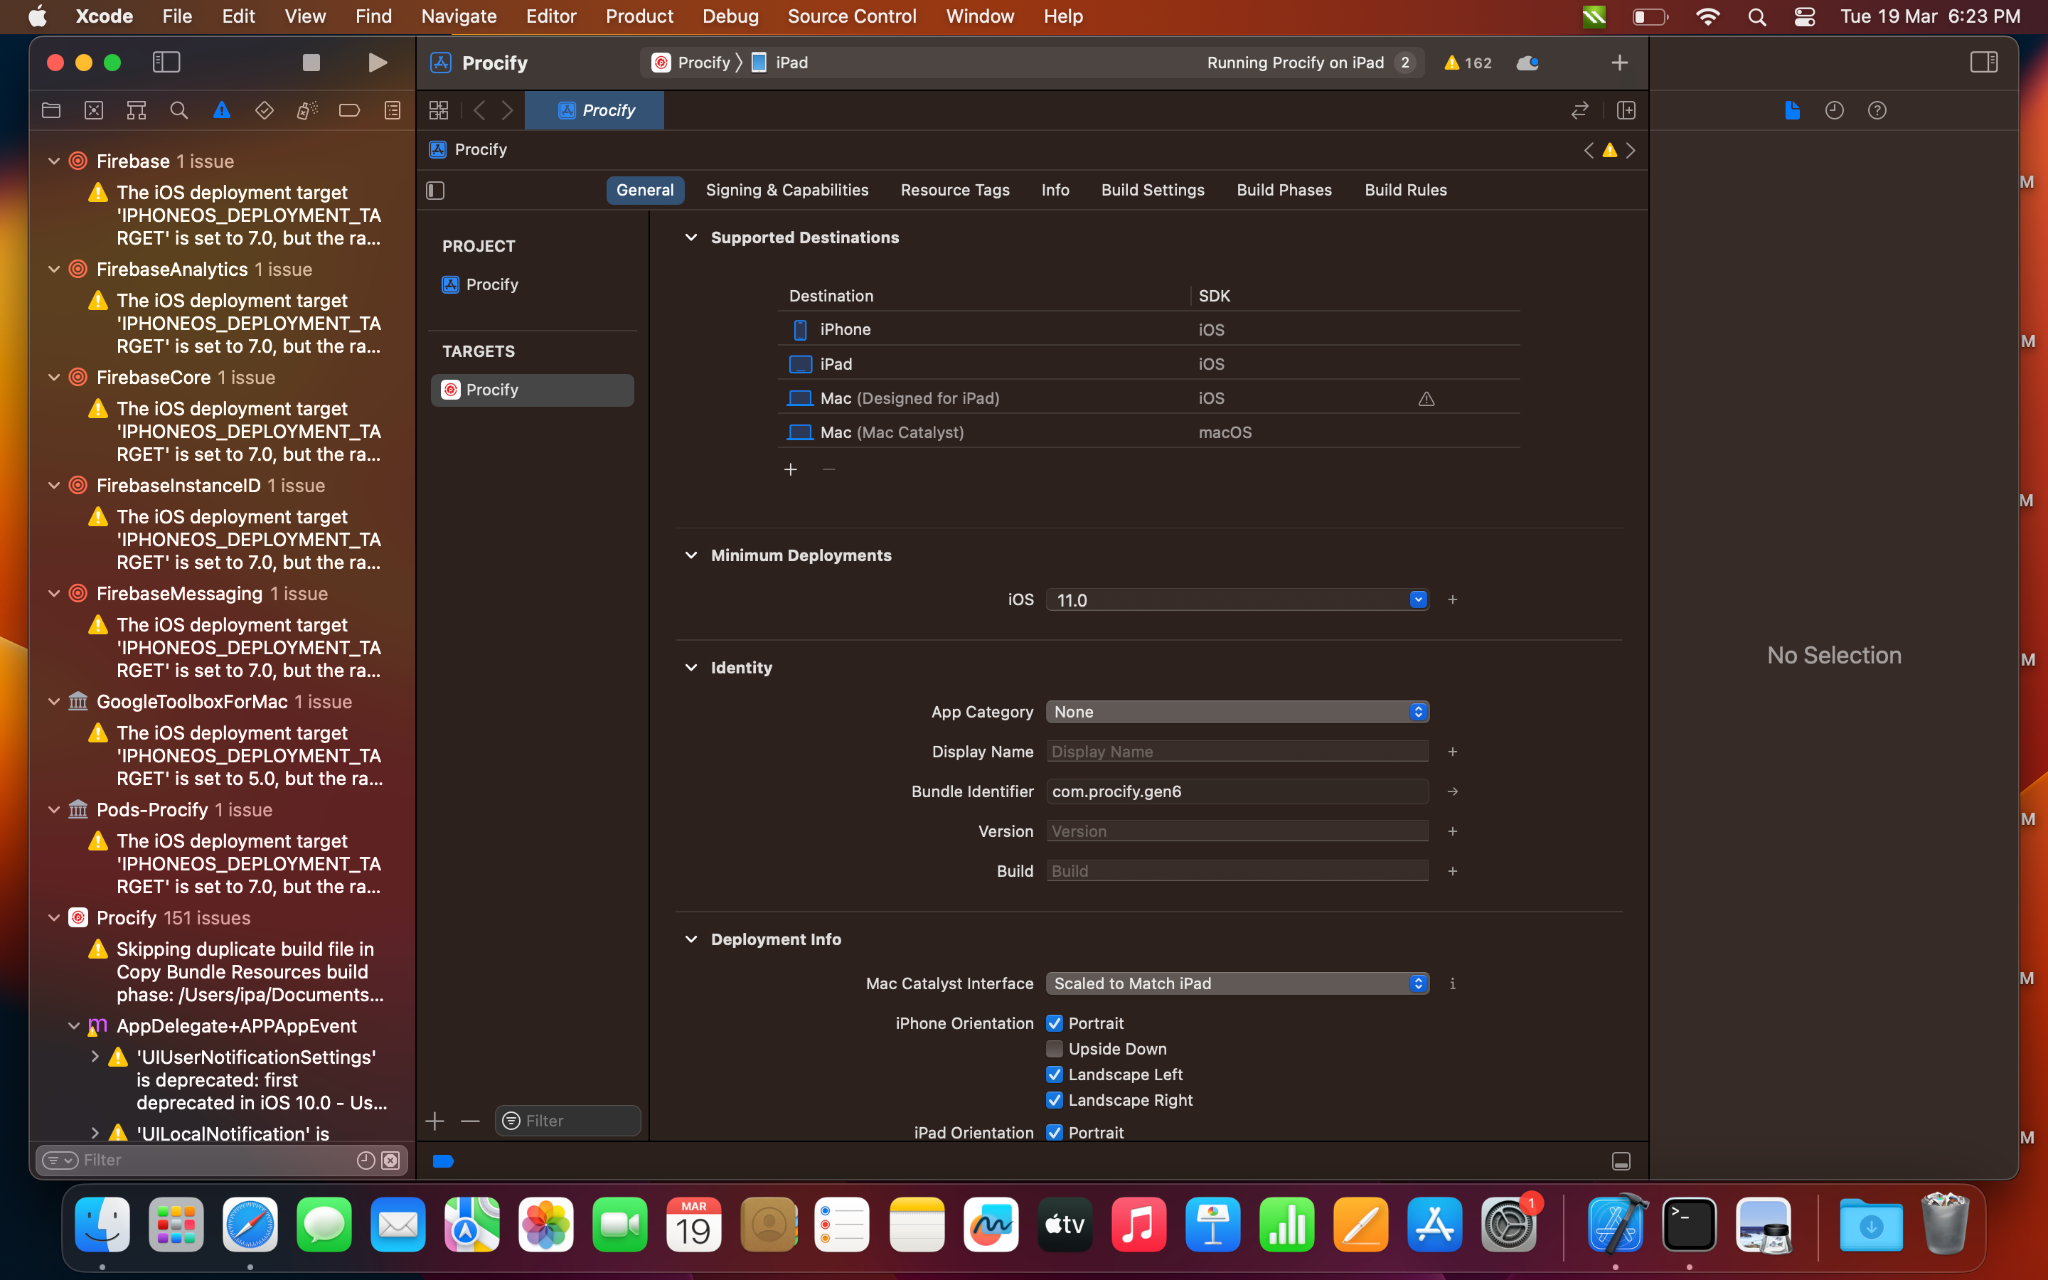 Xcode File Edit View Find Navigate Editor Product Debug Source Control Window Help Tue 19 Mar 6:23 PM
Procify
Procify 〉 iPad
Running Procify on iPad 2
162
Procify
Procify
General Signing & Capabilities Resource Tags Info Build Settings Build Phases Build Rules
Firebase 1 issue
The iOS deployment target
'IPHONEOS_DEPLOYMENT_TA
RGET' is set to 7.0, but the ra...
FirebaseAnalytics 1 issue
The iOS deployment target
'IPHONEOS_DEPLOYMENT_TA
RGET' is set to 7.0, but the ra...
FirebaseCore 1 issue
The iOS deployment target
'IPHONEOS_DEPLOYMENT_TA
RGET' is set to 7.0, but the ra...
FirebaseInstanceID 1 issue
The iOS deployment target
'IPHONEOS_DEPLOYMENT_TA
RGET' is set to 7.0, but the ra...
FirebaseMessaging 1 issue
The iOS deployment target
'IPHONEOS_DEPLOYMENT_TA
RGET' is set to 7.0, but the ra...
GoogleToolboxForMac 1 issue
The iOS deployment target
'IPHONEOS_DEPLOYMENT_TA
RGET' is set to 5.0, but the ra...
Pods-Procify 1 issue
The iOS deployment target
'IPHONEOS_DEPLOYMENT_TA
RGET' is set to 7.0, but the ra...
Procify 151 issues
Skipping duplicate build file in
Copy Bundle Resources build
phase: /Users/ipa/Documents...
m AppDelegate+APPAppEvent
'UIUserNotificationSettings'
is deprecated: first
deprecated in iOS 10.0 - Us...
'UILocalNotification' is
Filter
PROJECT
Procify
TARGETS
Procify
Filter
Supported Destinations
Destination SDK
iPhone iOS
iPad iOS
Mac (Designed for iPad) iOS
Mac (Mac Catalyst) macOS
Minimum Deployments
iOS 11.0
Identity
App Category None
Display Name Display Name
Bundle Identifier com.procify.gen6
Version Version
Build Build
Deployment Info
Mac Catalyst Interface Scaled to Match iPad
iPhone Orientation Portrait
Upside Down
Landscape Left
Landscape Right
iPad Orientation Portrait
No Selection
M
M
M
M
M
M
M
MAR
19
tv
1